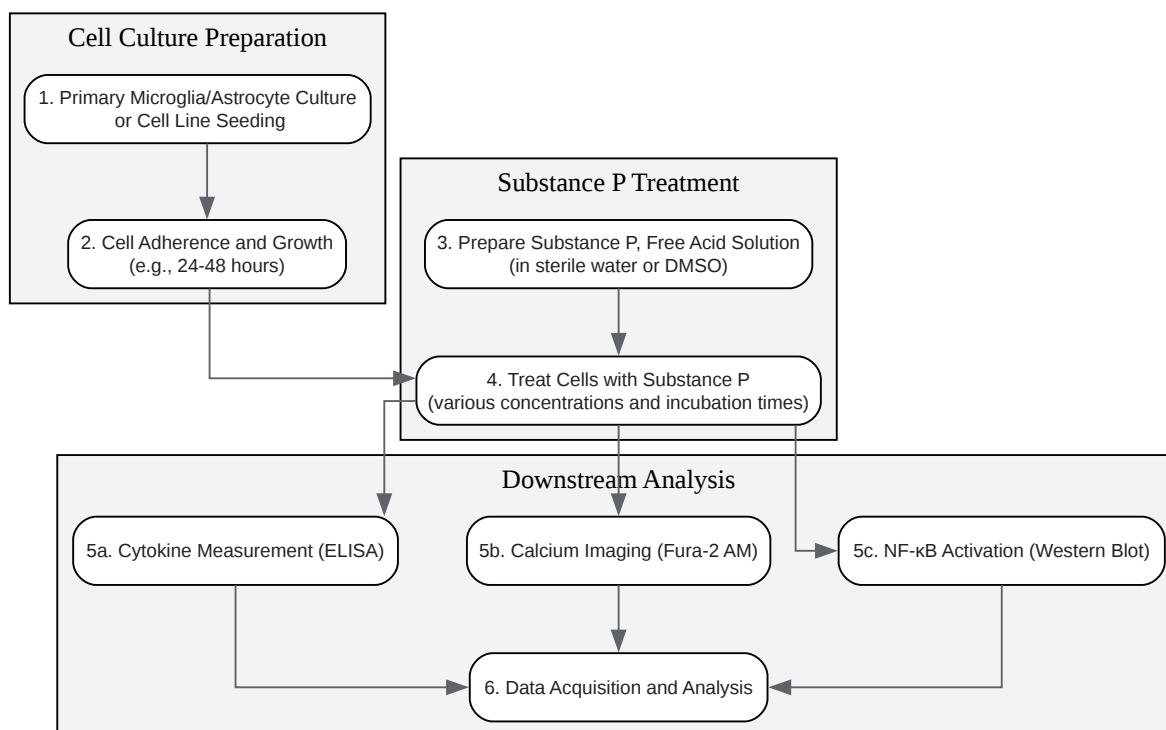 Cell Culture Preparation
1. Primary Microglia/Astrocyte Culture
or Cell Line Seeding
2. Cell Adherence and Growth
(e.g., 24-48 hours)
Substance P Treatment
3. Prepare Substance P, Free Acid Solution
(in sterile water or DMSO)
4. Treat Cells with Substance P
(various concentrations and incubation times)
Downstream Analysis
5a. Cytokine Measurement (ELISA)
5b. Calcium Imaging (Fura-2 AM)
5c. NF-κB Activation (Western Blot)
6. Data Acquisition and Analysis